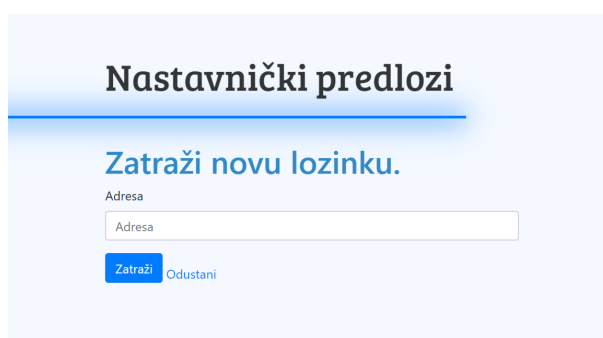 Nastavnički predlozi
Zatraži novu lozinku.
Adresa
Adresa
Zatraži Odustani